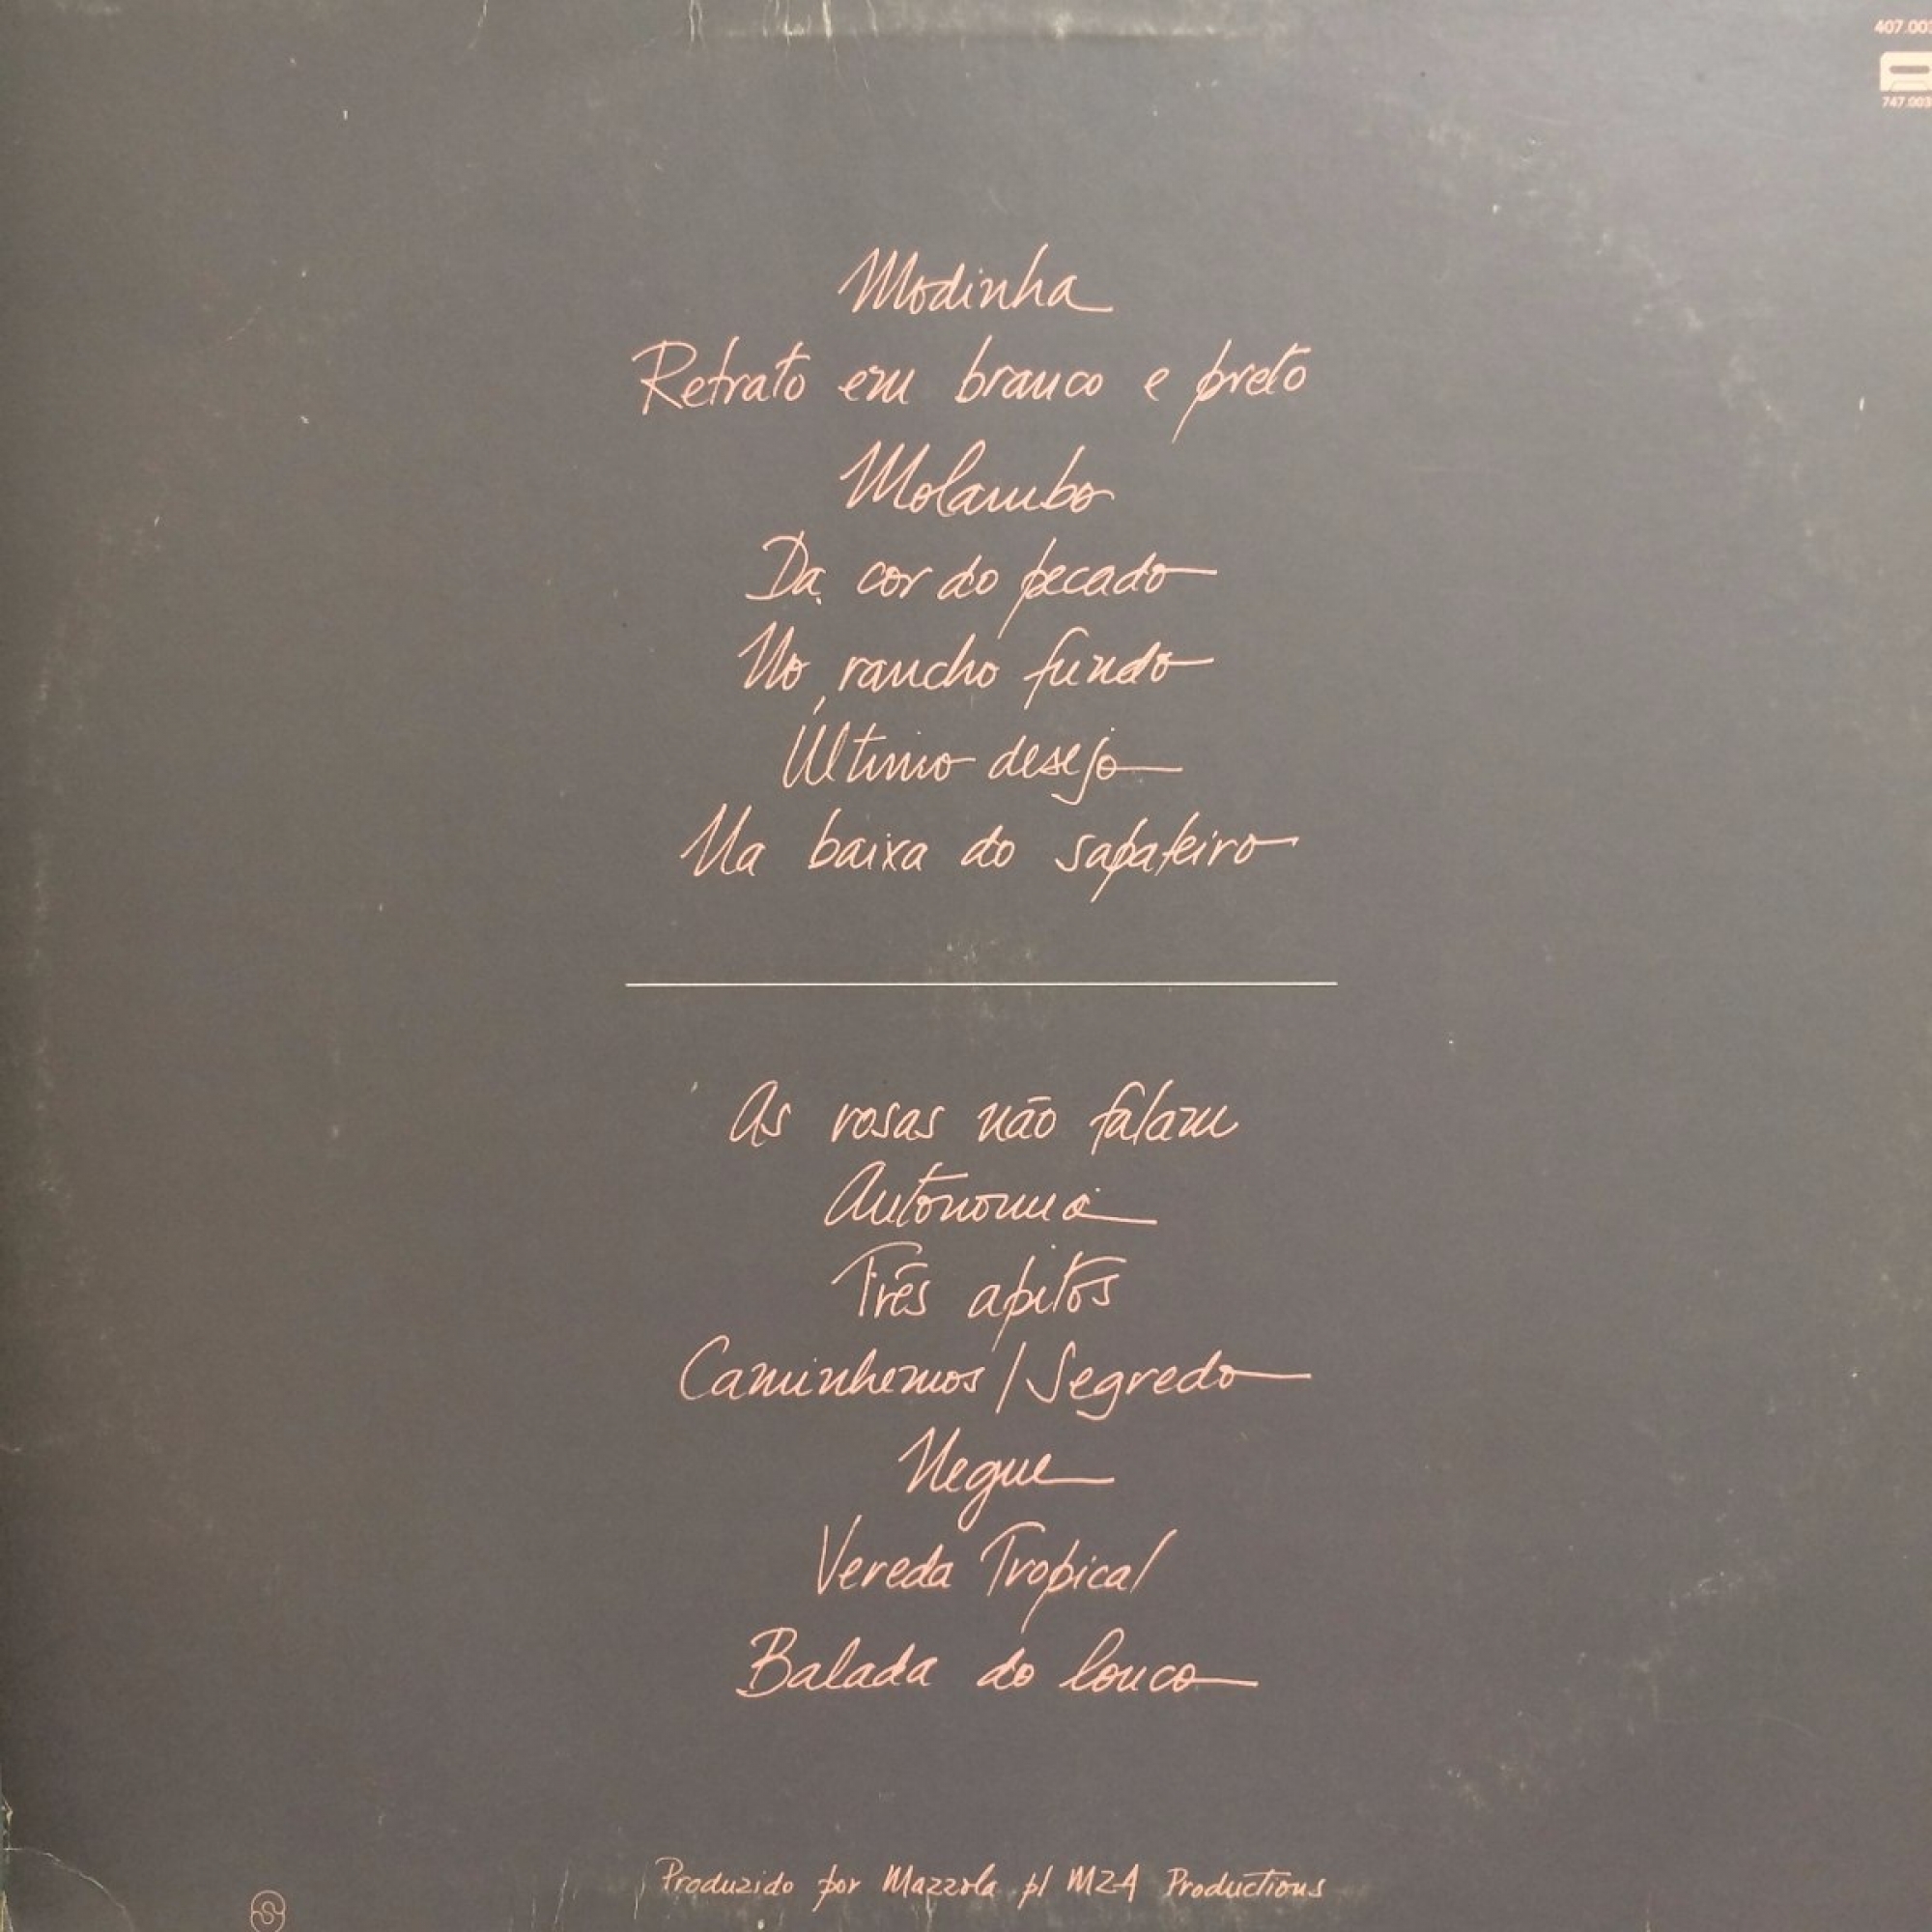 407.003
747.003
Modinha
Retrato em branco e preto
Molambo
Da cor do pecado
No rancho fundo
Último desejo
Na baixa do sapateiro
As rosas não falam
Autonomia
Três apitos
Caminhemos / Segredo
Negue
Vereda Tropical
Balada do louco
Produzido por Mazzola p/ MZA Productions